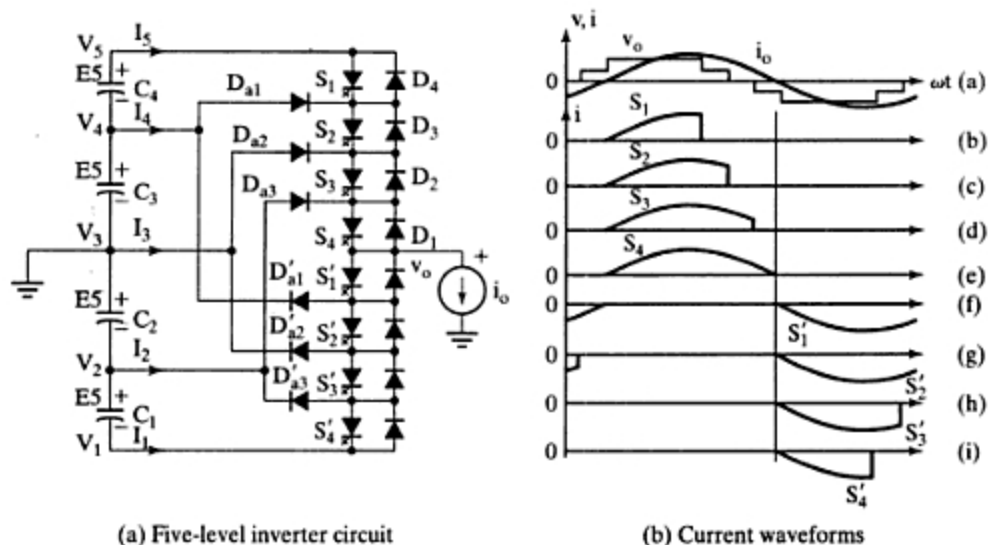 V5 I5
E5 + C4 S1 D4
− Da1
V4 I4
Da2 S2 D3
E5 + C3 Da3 S3 D2
−
V3 I3 S4 D1
vo + io
D′a1 S′1
E5 + C2
− D′a2 S′2
V2 I2
D′a3 S′3
E5 + C1
− S′4
V1 I1
(a) Five-level inverter circuit
v, i
vo io
0 ωt (a)
i
S1
0 (b)
S2
0 (c)
S3
0 (d)
S4
0 (e)
0 (f)
S′1
0 (g)
S′2
0 (h)
S′3
0 (i)
S′4
(b) Current waveforms